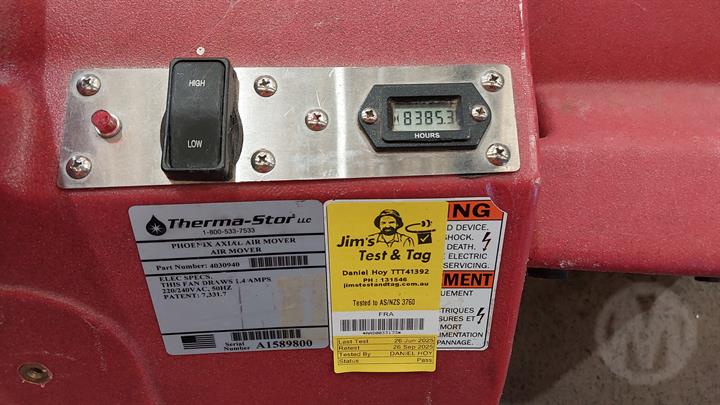 HIGH
LOW
8385.3
HOURS
Therma-Stor LLC
1-800-533-7533
PHOENIX AXIAL AIR MOVER
AIR MOVER
Part Number: 4030940
ELEC SPECS.
THIS FAN DRAWS 1.4 AMPS
220/240VAC, 50HZ
PATENT: 7,331.7
Serial
Number A1589800
Jim's
Test & Tag
Daniel Hoy TTT41392
PH : 131546
jimstestandtag.com.au
Tested to AS/NZS 3760
FRA
Last Test 26 Jun 2025
Retest 26 Sep 2025
Tested By DANIEL HOY
Status Pass
NG
D DEVICE.
SHOCK.
DEATH.
E ELECTRIC
SERVICING.
MENT
UEMENT
TRIQUES
SURES ET
MORT
IMENTATION
PANNAGE.